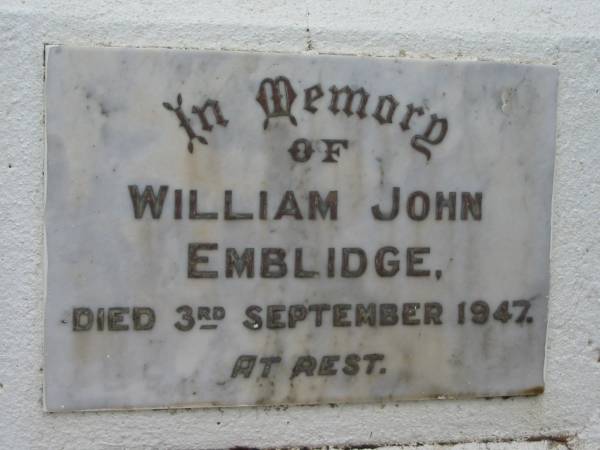 In Memory
OF
WILLIAM JOHN
EMBLIDGE,
DIED 3RD SEPTEMBER 1947.
AT REST.